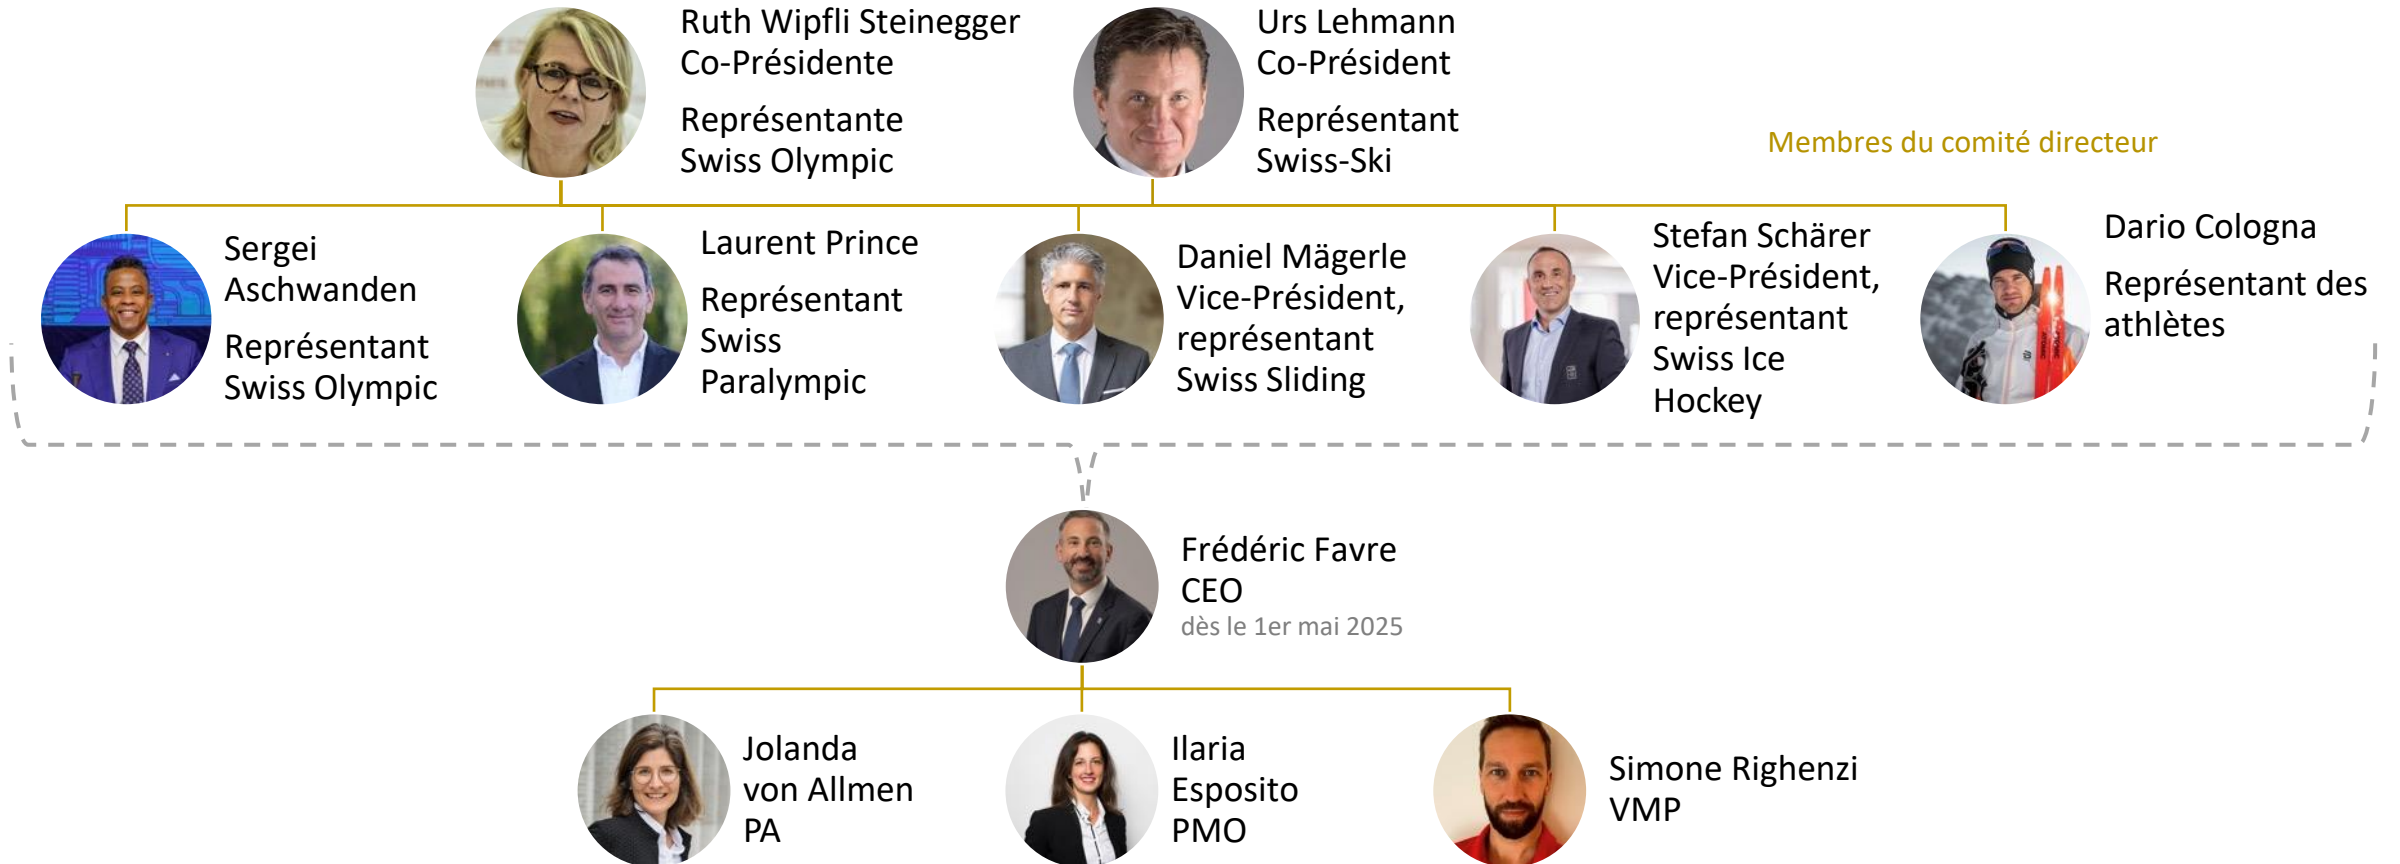 Ruth Wipfli Steinegger
Co-Présidente
Représentante
Swiss Olympic
Urs Lehmann
Co-Président
Représentant
Swiss-Ski
Membres du comité directeur
Sergei
Aschwanden
Représentant
Swiss Olympic
Laurent Prince
Représentant
Swiss
Paralympic
Daniel Mägerle
Vice-Président,
représentant
Swiss Sliding
Stefan Schärer
Vice-Président,
représentant
Swiss Ice
Hockey
Dario Cologna
Représentant des
athlètes
Frédéric Favre
CEO
dès le 1er mai 2025
Jolanda
von Allmen
PA
Ilaria
Esposito
PMO
Simone Righenzi
VMP